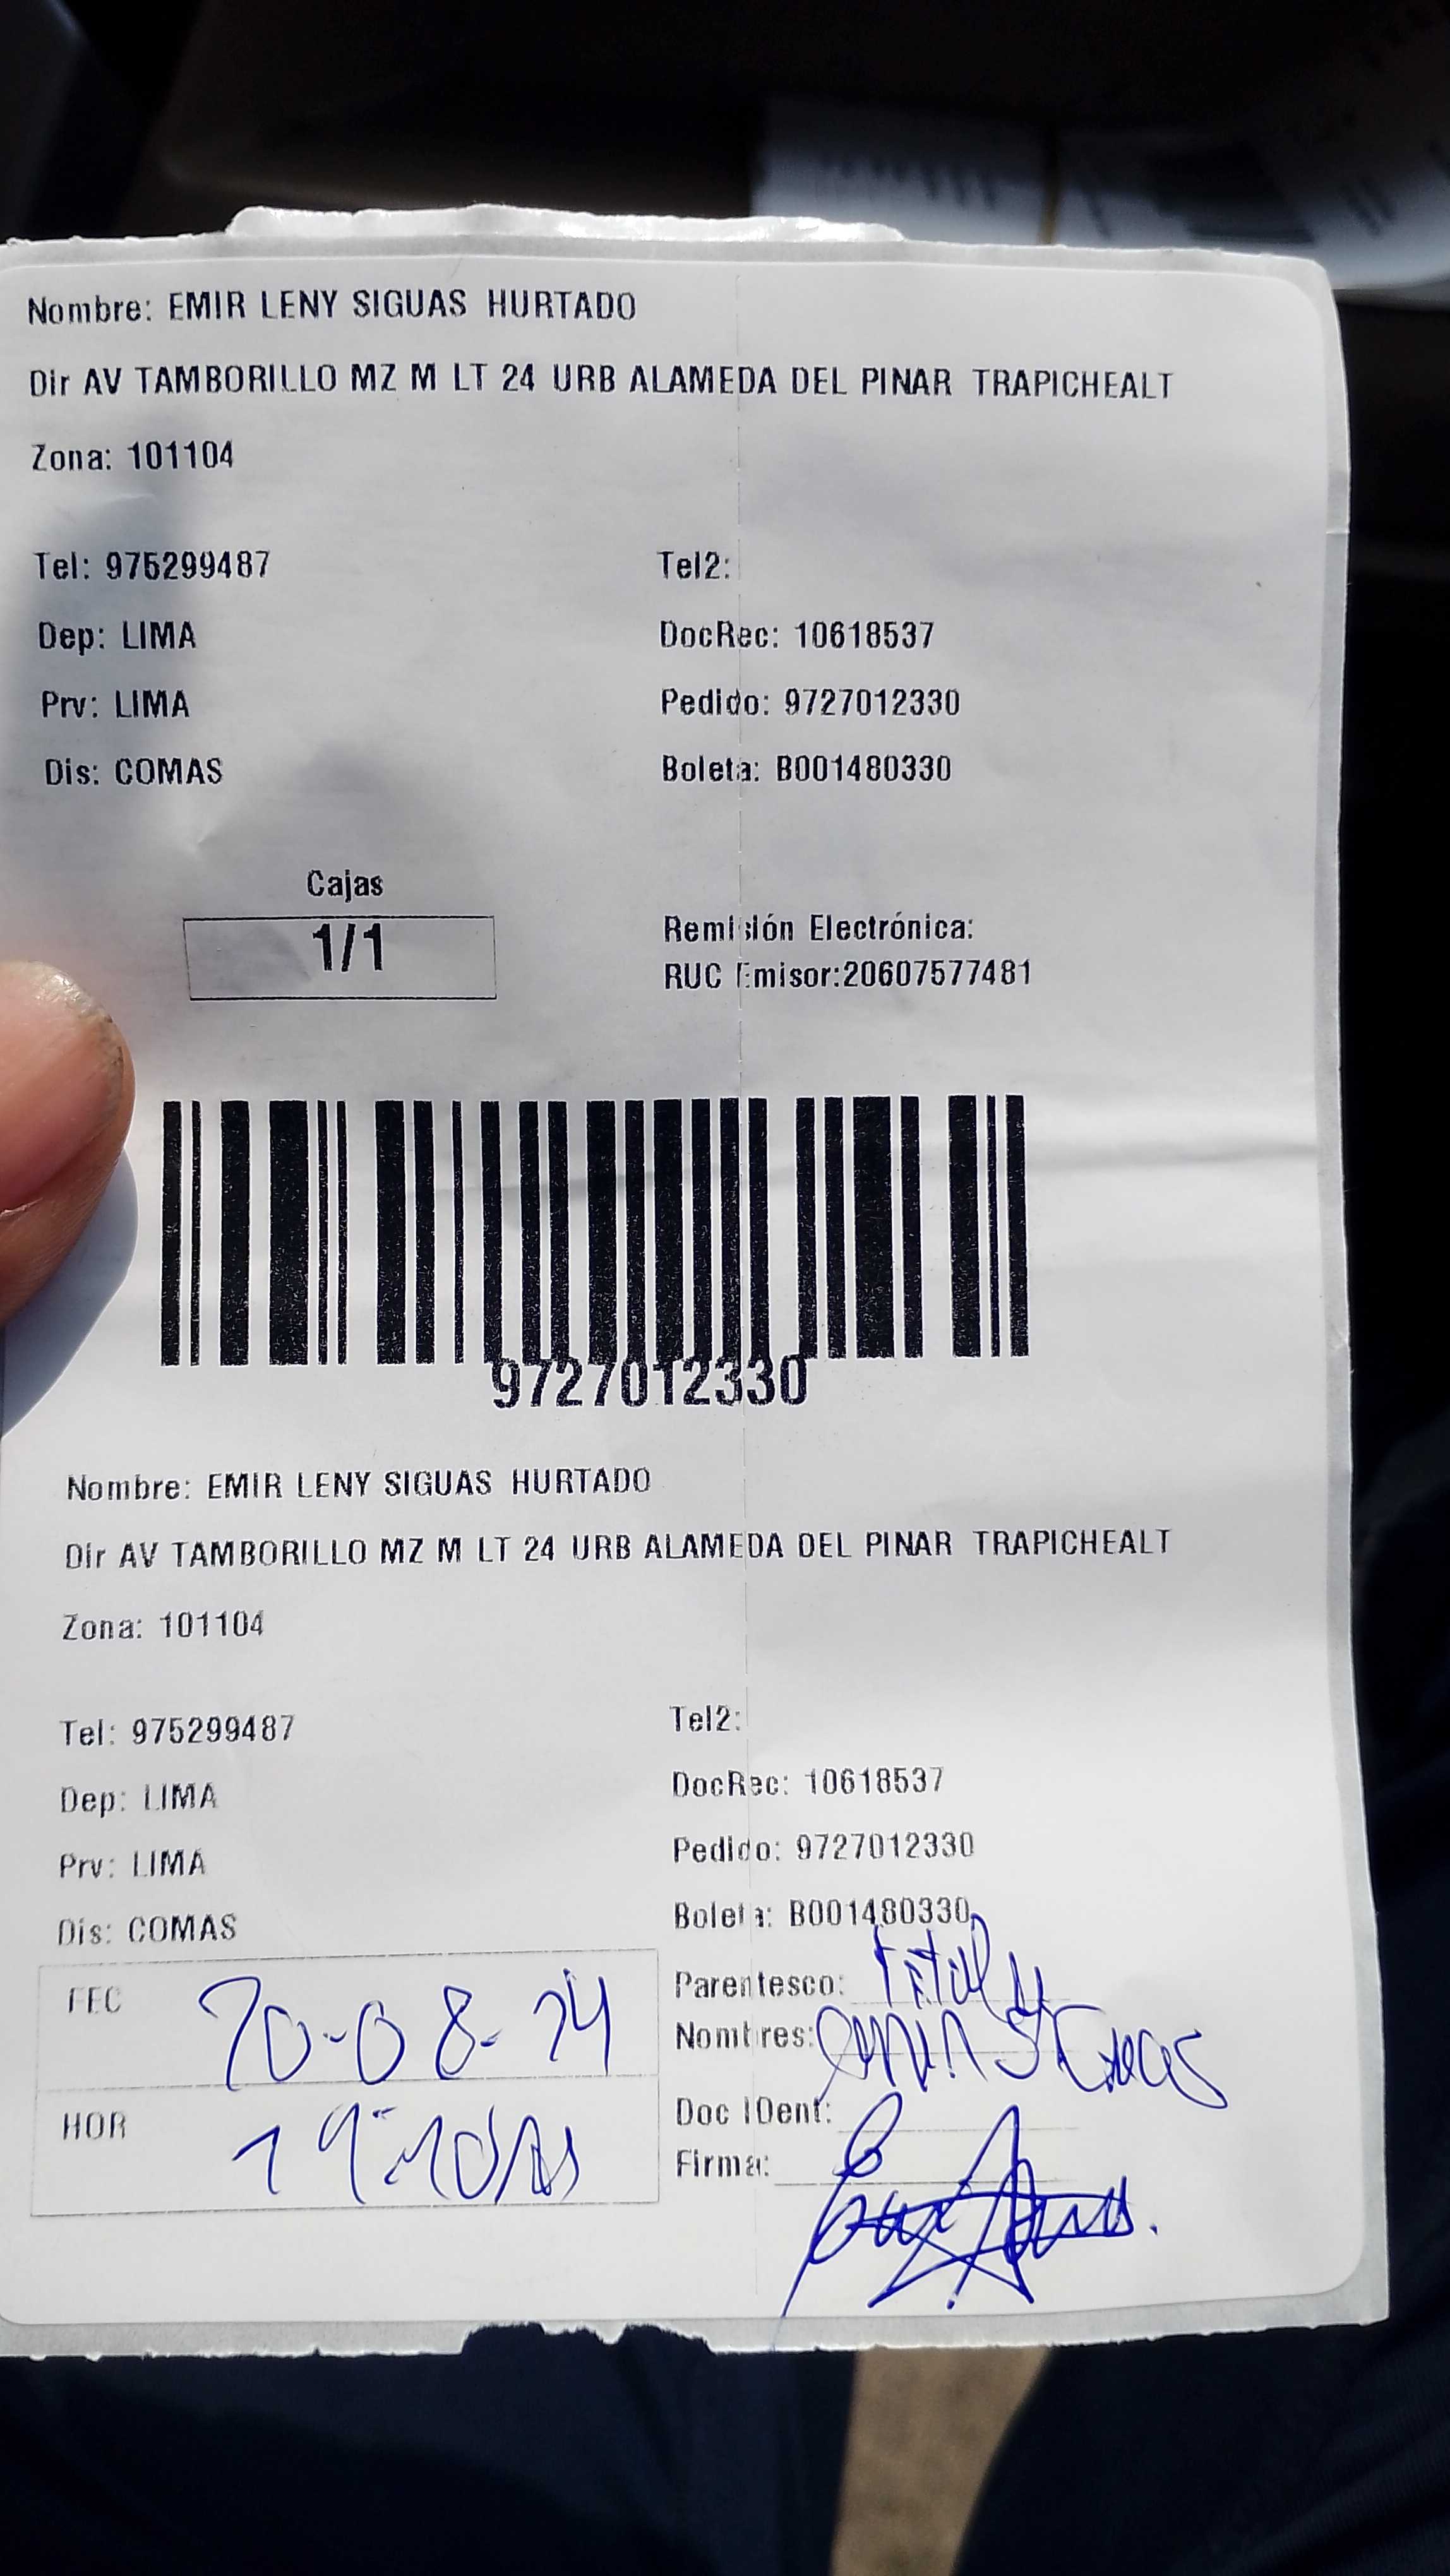 Nombre: EMIR LENY SIGUAS HURTADO
Dir AV TAMBORILLO MZ M LT 24 URB ALAMEDA DEL PINAR TRAPICHEALT
Zona: 101104
Tel: 975299487 Tel2:
Dep: LIMA DocRec: 10618537
Prv: LIMA Pedido: 9727012330
Dis: COMAS Boleta: B001480330
Cajas
1/1
Remisión Electrónica:
RUC Emisor:20607577481
9727012330
Nombre: EMIR LENY SIGUAS HURTADO
Dir AV TAMBORILLO MZ M LT 24 URB ALAMEDA DEL PINAR TRAPICHEALT
Zona: 101104
Tel: 975299487 Tel2:
Dep: LIMA DocRec: 10618537
Prv: LIMA Pedido: 9727012330
Dis: COMAS Boleta: B001480330
FEC 20-08-24 Parentesco:
Nombres:
HOR Doc IDent:
Firma: